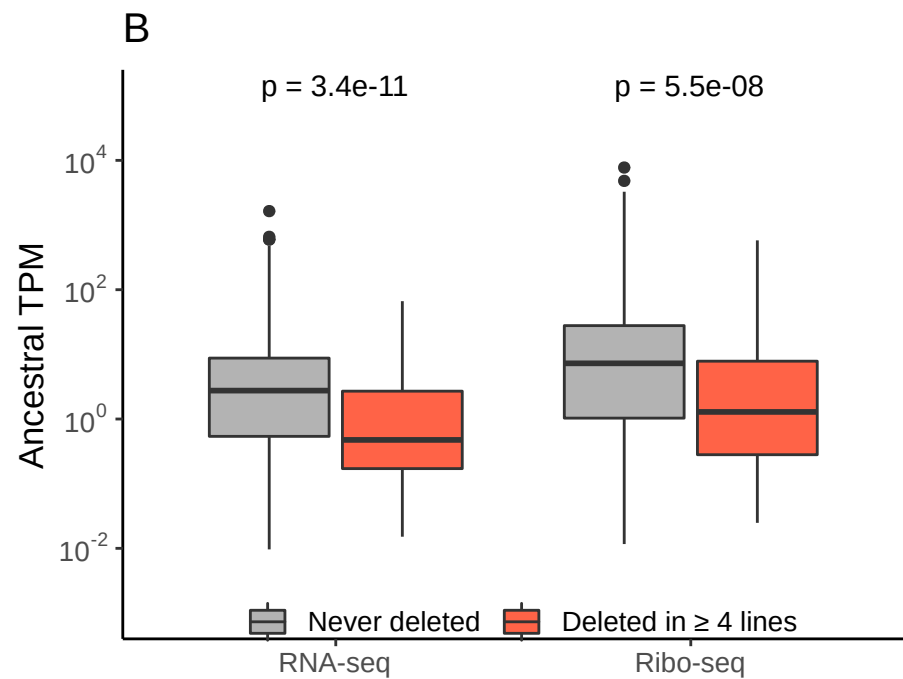 B
p = 3.4e-11 p = 5.5e-08
Ancestral TPM
10^4
10^2
10^0
10^-2
Never deleted Deleted in ≥ 4 lines
RNA-seq Ribo-seq